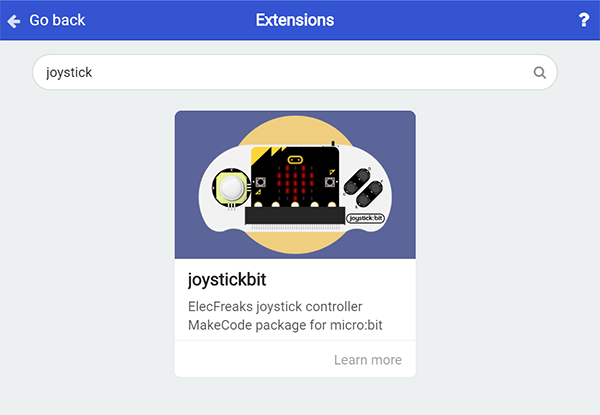 Go back
Extensions
?
joystick
joystick:bit
joystickbit
ElecFreaks joystick controller
MakeCode package for micro:bit
Learn more